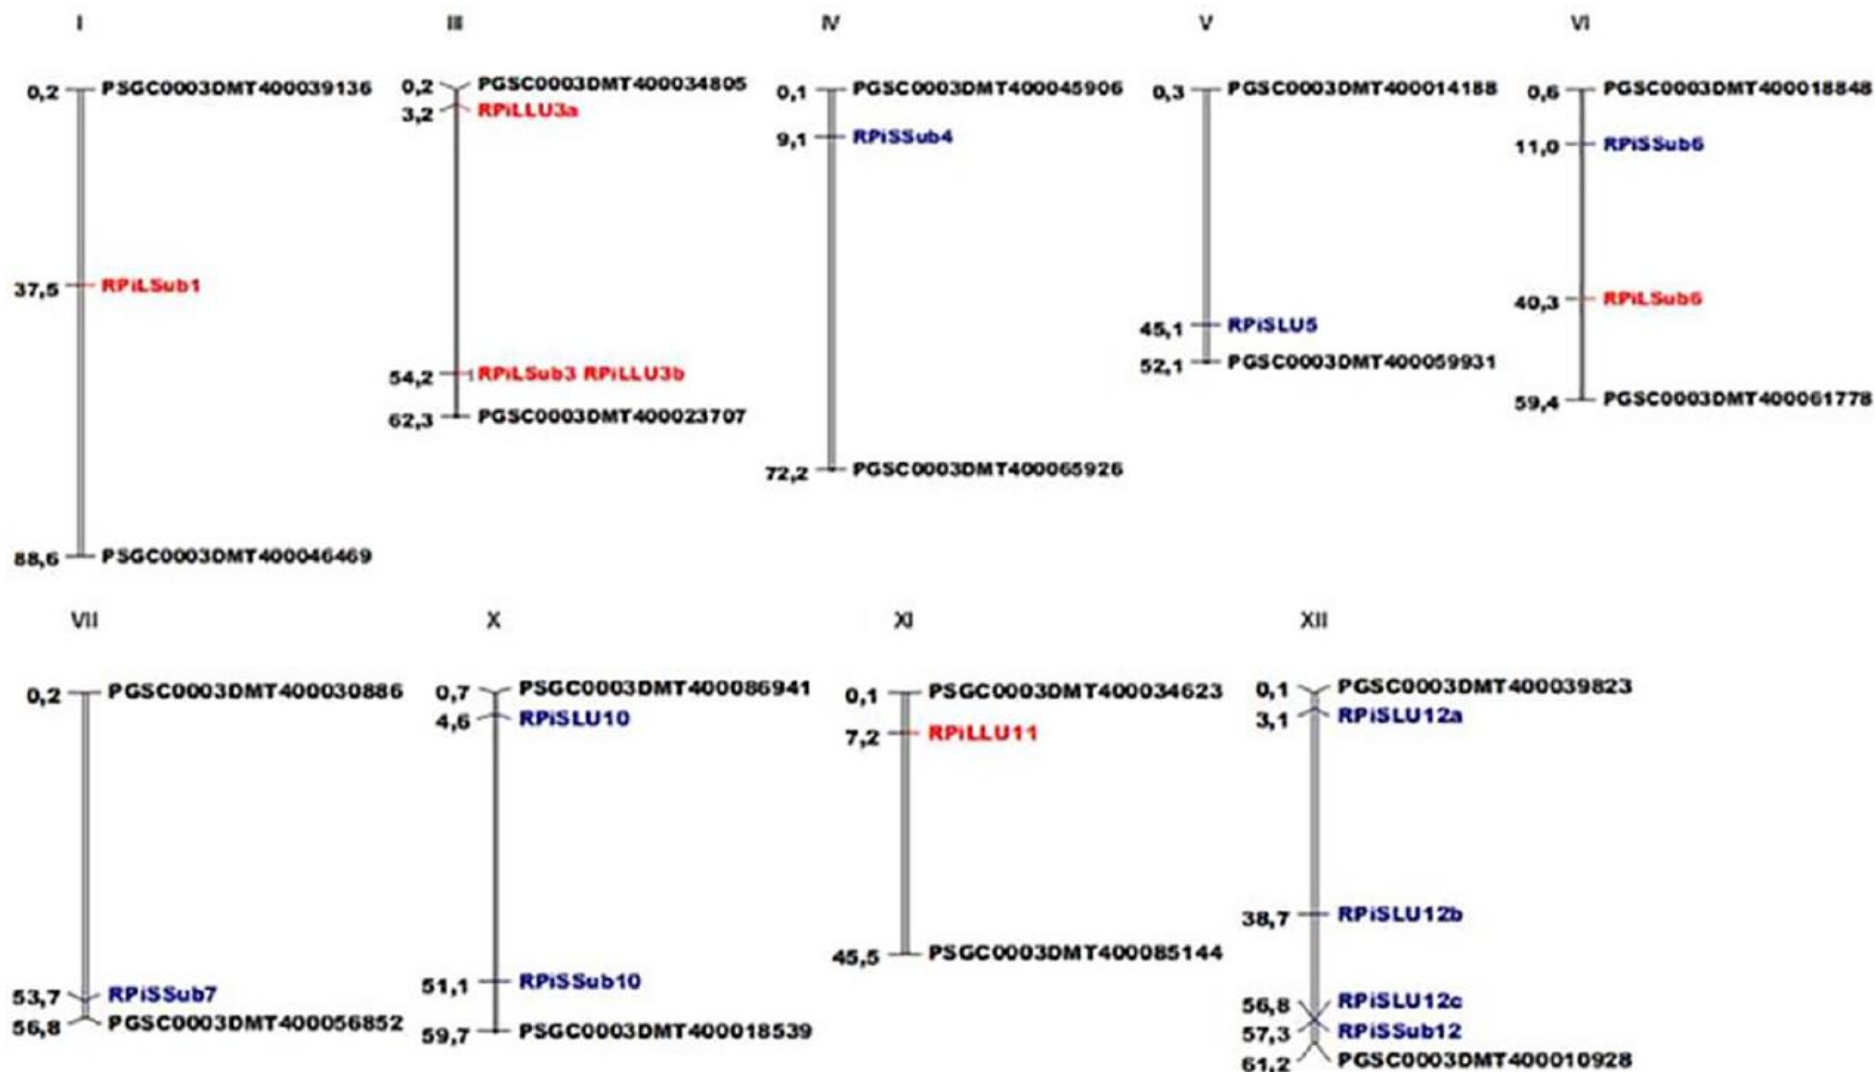 I III IV V VI
0,2 PSGC0003DMT400039136
37,5 RPiLSub1
88,6 PSGC0003DMT400046469
0,2 PGSC0003DMT400034805
3,2 RPiLLU3a
54,2 RPiLSub3 RPiLLU3b
62,3 PGSC0003DMT400023707
0,1 PGSC0003DMT400045906
9,1 RPiSSub4
72,2 PGSC0003DMT400065926
0,3 PGSC0003DMT400014188
45,1 RPiSLU5
52,1 PGSC0003DMT400059931
0,6 PGSC0003DMT400018848
11,0 RPiSSub6
40,3 RPiLSub6
59,4 PGSC0003DMT400061778
VII X XI XII
0,2 PGSC0003DMT400030886
53,7 RPiSSub7
56,8 PGSC0003DMT400056852
0,7 PSGC0003DMT400086941
4,6 RPiSLU10
51,1 RPiSSub10
59,7 PSGC0003DMT400018539
0,1 PSGC0003DMT400034623
7,2 RPiLLU11
45,5 PSGC0003DMT400085144
0,1 PGSC0003DMT400039823
3,1 RPiSLU12a
38,7 RPiSLU12b
56,8 RPiSLU12c
57,3 RPiSSub12
61,2 PGSC0003DMT400010928